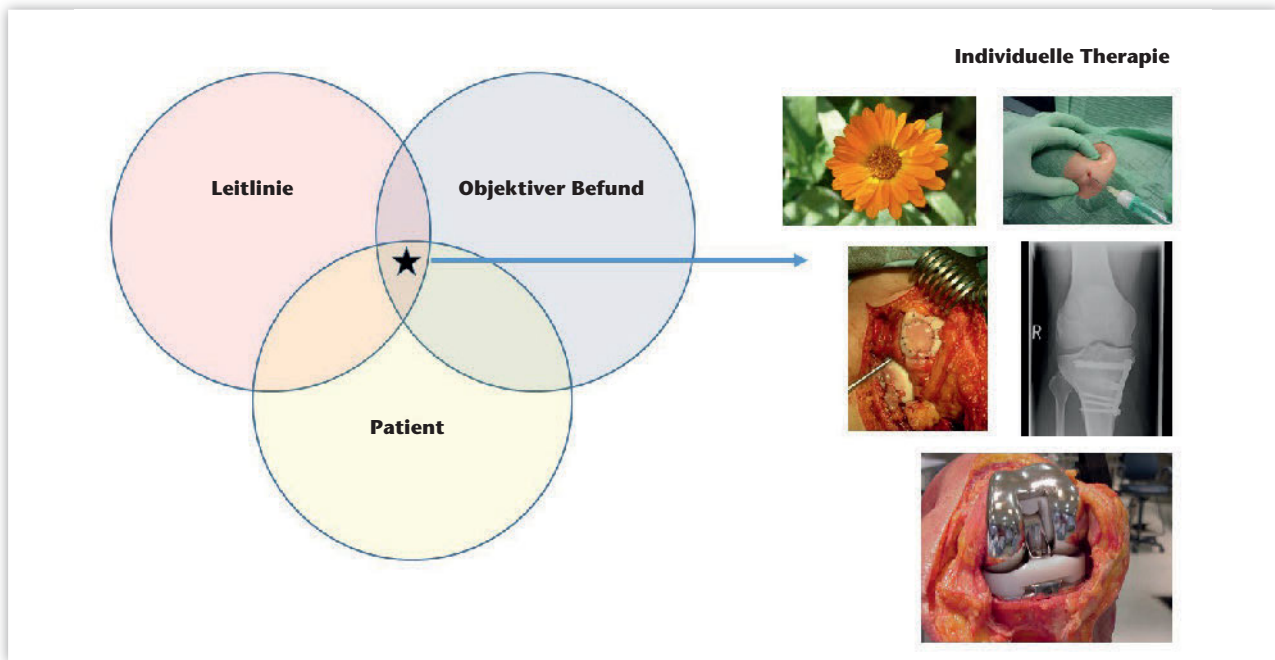 Individuelle Therapie
Leitlinie
Objektiver Befund
Patient
R